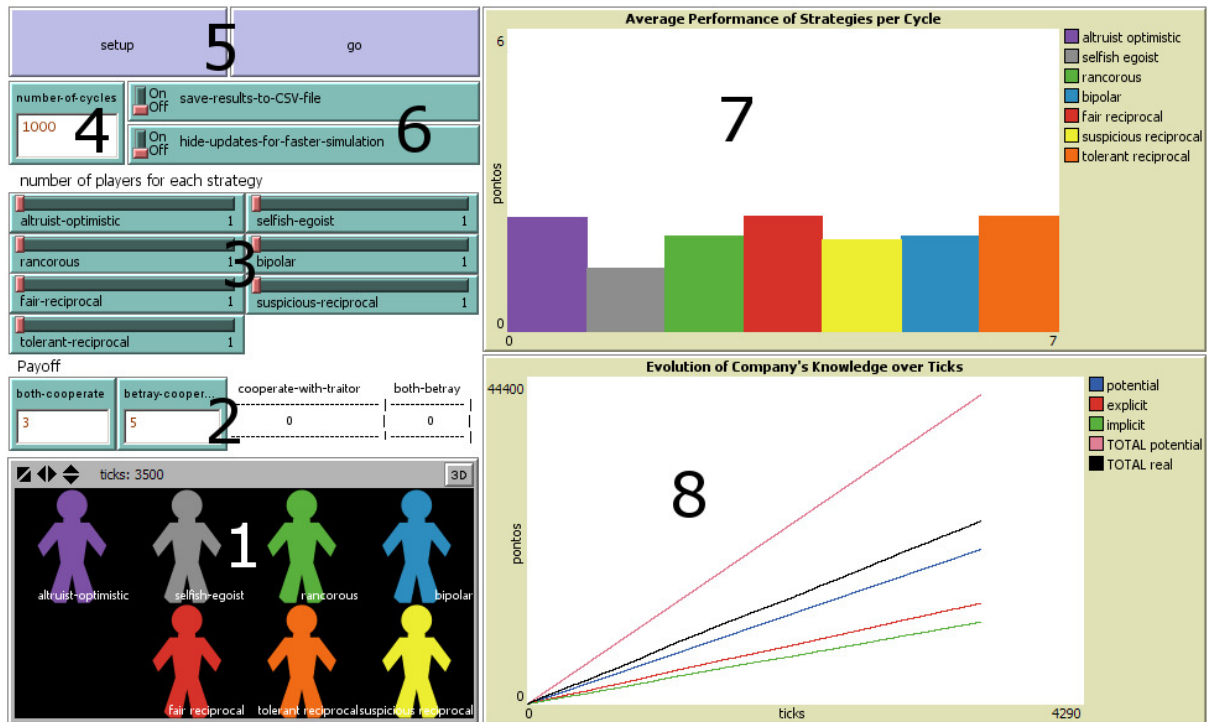 setup
5
go
number-of-cycles
1000
4
On
Off
save-results-to-CSV-file
6
On
Off
hide-updates-for-faster-simulation
number of players for each strategy
altruist-optimistic 1
selfish-egoist 1
rancorous 1
3
bipolar 1
fair-reciprocal 1
suspicious-reciprocal 1
tolerant-reciprocal 1
Payoff
both-cooperate
3
betray-cooper...
5
2
cooperate-with-traitor
0
both-betray
0
ticks: 3500
3D
1
altruist-optimistic
selfish-egoist
rancorous
bipolar
fair reciprocal
tolerant reciprocal
suspicious reciprocal
Average Performance of Strategies per Cycle
6
pontos
0
0
7
7
altruist optimistic
selfish egoist
rancorous
bipolar
fair reciprocal
suspicious reciprocal
tolerant reciprocal
Evolution of Company's Knowledge over Ticks
44400
pontos
0
0
ticks
4290
8
potential
explicit
implicit
TOTAL potential
TOTAL real